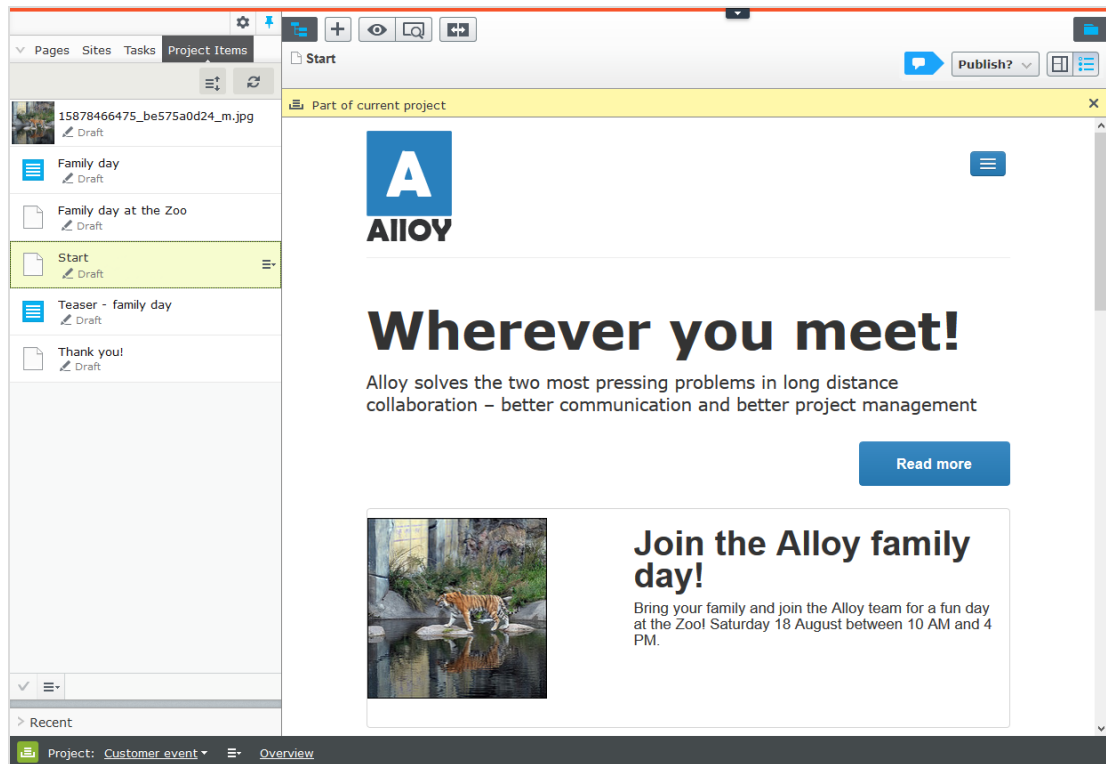 Pages Sites Tasks Project Items
15878466475_be575a0d24_m.jpg
Draft
Family day
Draft
Family day at the Zoo
Draft
Start
Draft
Teaser - family day
Draft
Thank you!
Draft
Recent
Start
Publish?
Part of current project
A
Alloy
Wherever you meet!
Alloy solves the two most pressing problems in long distance
collaboration – better communication and better project management
Read more
Join the Alloy family
day!
Bring your family and join the Alloy team for a fun day
at the Zoo! Saturday 18 August between 10 AM and 4
PM.
Project: Customer event Overview